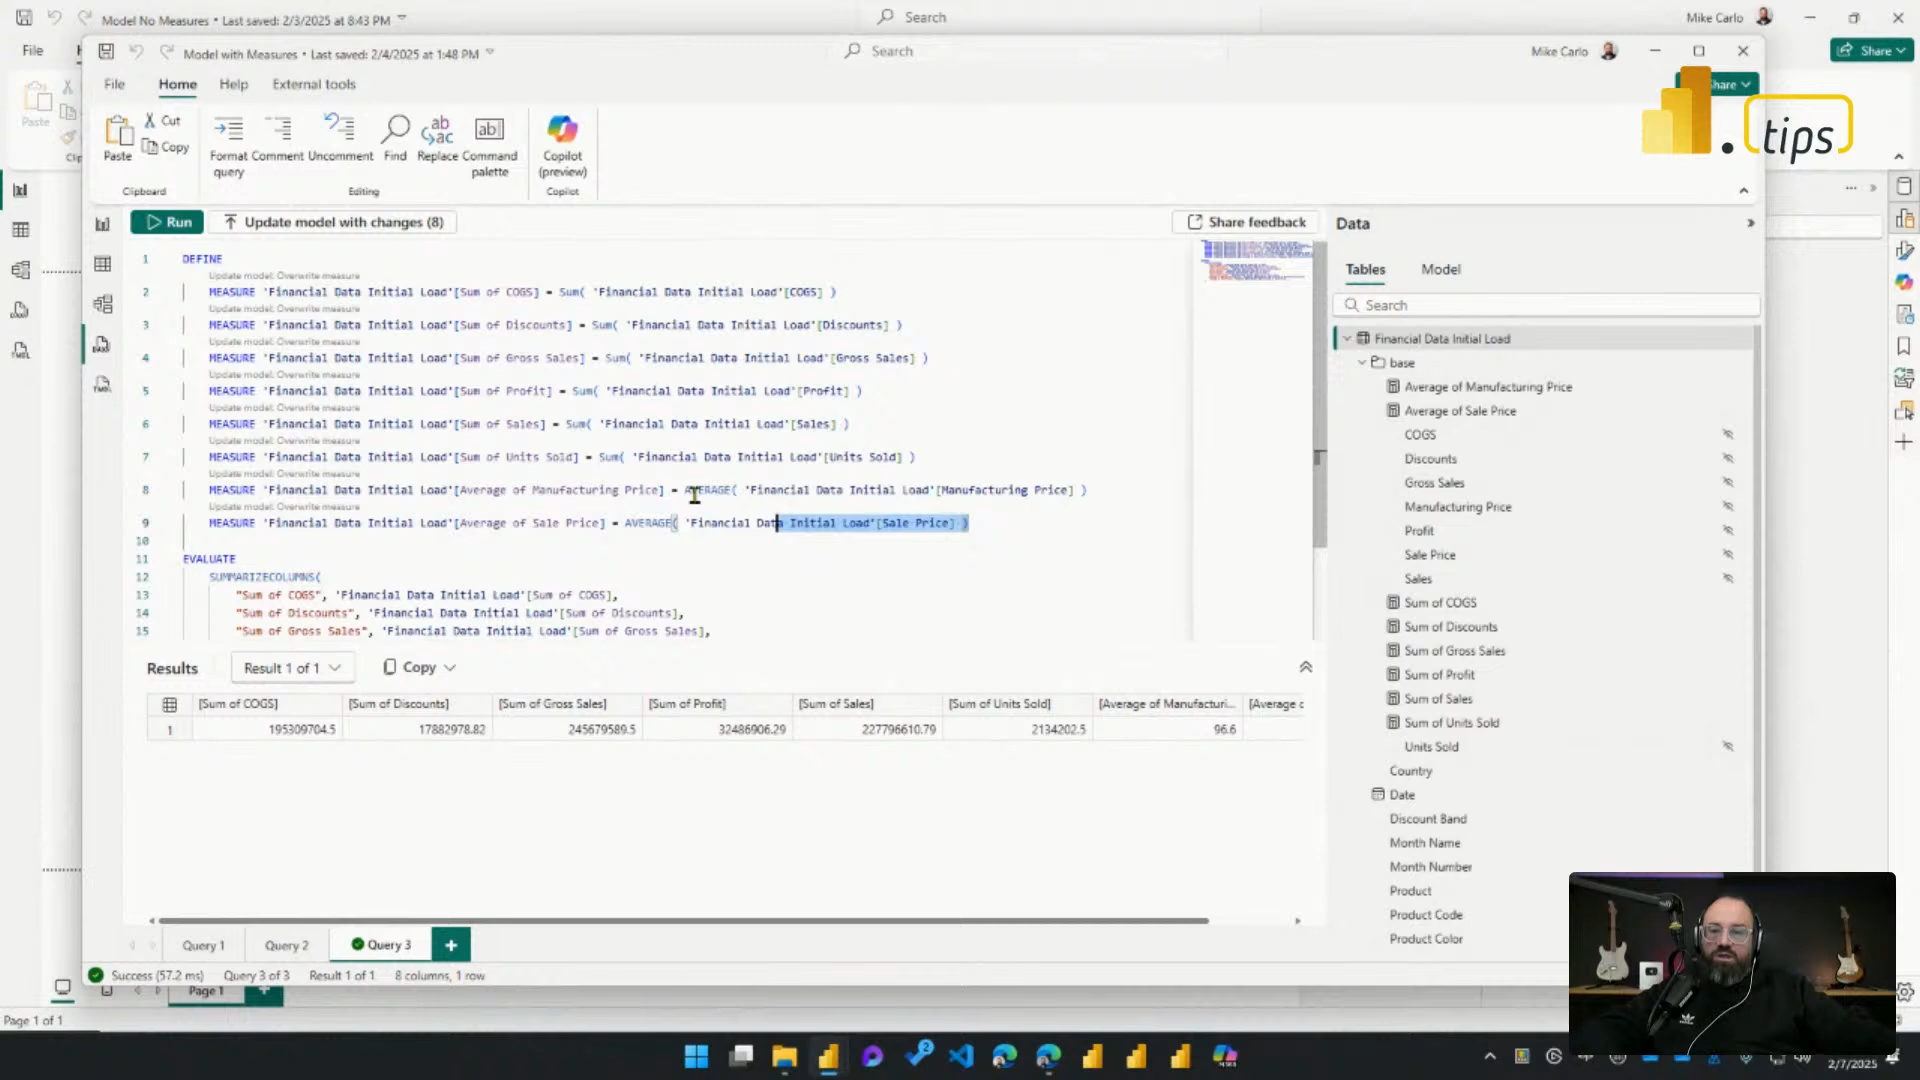 Model No Measures • Last saved: 2/3/2025 at 8:43 PM
Search
Mike Carlo
File
Share
Paste
Model with Measures • Last saved: 2/4/2025 at 1:48 PM
Search
Mike Carlo
File
Home
Help
External tools
Share
.tips
Paste
Cut
Copy
Clipboard
Format query
Comment
Uncomment
Find
Replace
Command palette
Editing
Copilot (preview)
Copilot
Run
Update model with changes (8)
Share feedback
1 DEFINE
Update model: Overwrite measure
2 MEASURE 'Financial Data Initial Load'[Sum of COGS] = Sum( 'Financial Data Initial Load'[COGS] )
Update model: Overwrite measure
3 MEASURE 'Financial Data Initial Load'[Sum of Discounts] = Sum( 'Financial Data Initial Load'[Discounts] )
Update model: Overwrite measure
4 MEASURE 'Financial Data Initial Load'[Sum of Gross Sales] = Sum( 'Financial Data Initial Load'[Gross Sales] )
Update model: Overwrite measure
5 MEASURE 'Financial Data Initial Load'[Sum of Profit] = Sum( 'Financial Data Initial Load'[Profit] )
Update model: Overwrite measure
6 MEASURE 'Financial Data Initial Load'[Sum of Sales] = Sum( 'Financial Data Initial Load'[Sales] )
Update model: Overwrite measure
7 MEASURE 'Financial Data Initial Load'[Sum of Units Sold] = Sum( 'Financial Data Initial Load'[Units Sold] )
Update model: Overwrite measure
8 MEASURE 'Financial Data Initial Load'[Average of Manufacturing Price] = AVERAGE( 'Financial Data Initial Load'[Manufacturing Price] )
Update model: Overwrite measure
9 MEASURE 'Financial Data Initial Load'[Average of Sale Price] = AVERAGE( 'Financial Data Initial Load'[Sale Price] )
10
11 EVALUATE
12 SUMMARIZECOLUMNS(
13 "Sum of COGS", 'Financial Data Initial Load'[Sum of COGS],
14 "Sum of Discounts", 'Financial Data Initial Load'[Sum of Discounts],
15 "Sum of Gross Sales", 'Financial Data Initial Load'[Sum of Gross Sales],
Results
Result 1 of 1
Copy
[Sum of COGS] [Sum of Discounts] [Sum of Gross Sales] [Sum of Profit] [Sum of Sales] [Sum of Units Sold] [Average of Manufacturi... [Average c
1 195309704.5 17882978.82 245679589.5 32486906.29 227796610.79 2134202.5 96.6
Query 1
Query 2
Query 3
Success (57.2 ms) Query 3 of 3 Result 1 of 1 8 columns, 1 row
Data
Tables
Model
Search
Financial Data Initial Load
base
Average of Manufacturing Price
Average of Sale Price
COGS
Discounts
Gross Sales
Manufacturing Price
Profit
Sale Price
Sales
Sum of COGS
Sum of Discounts
Sum of Gross Sales
Sum of Profit
Sum of Sales
Sum of Units Sold
Units Sold
Country
Date
Discount Band
Month Name
Month Number
Product
Product Code
Product Color
Page 1
Page 1 of 1
2/7/2025